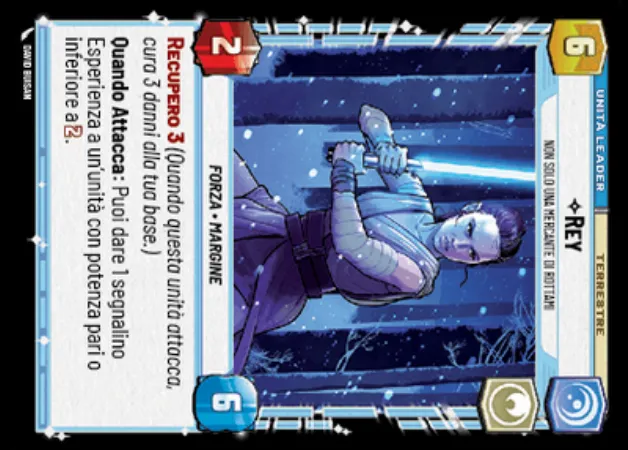 6
UNITÀ LEADER
TERRESTRE
REY
NON SOLO UNA MERCANTE DI ROTTAMI
2
FORZA • MARGINE
6
RECUPERO 3 (Quando questa unità attacca,
cura 3 danni alla tua base.)
Quando Attacca: Puoi dare 1 segnalino
Esperienza a un'unità con potenza pari o
inferiore a 2.
DAVID BUISAN